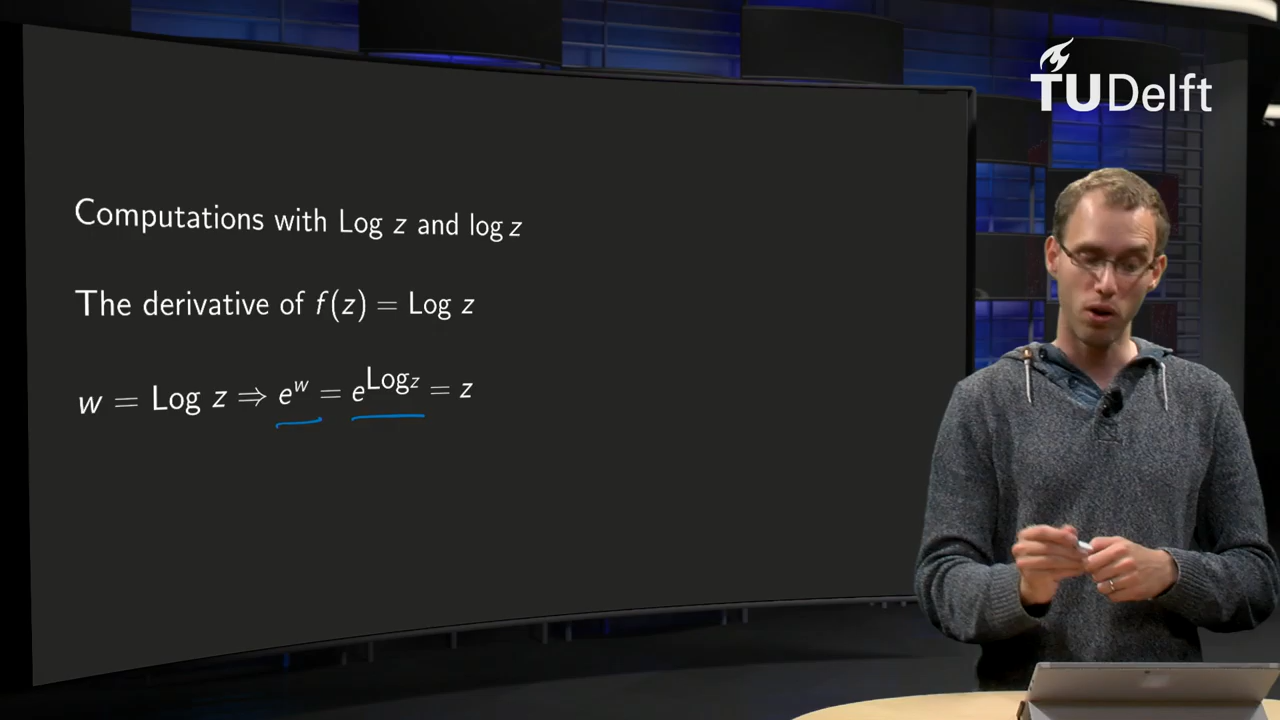 TUDelft
Computations with Log z and log z
The derivative of f(z) = Log z
w = Log z ⇒ e^w = e^{Log z} = z